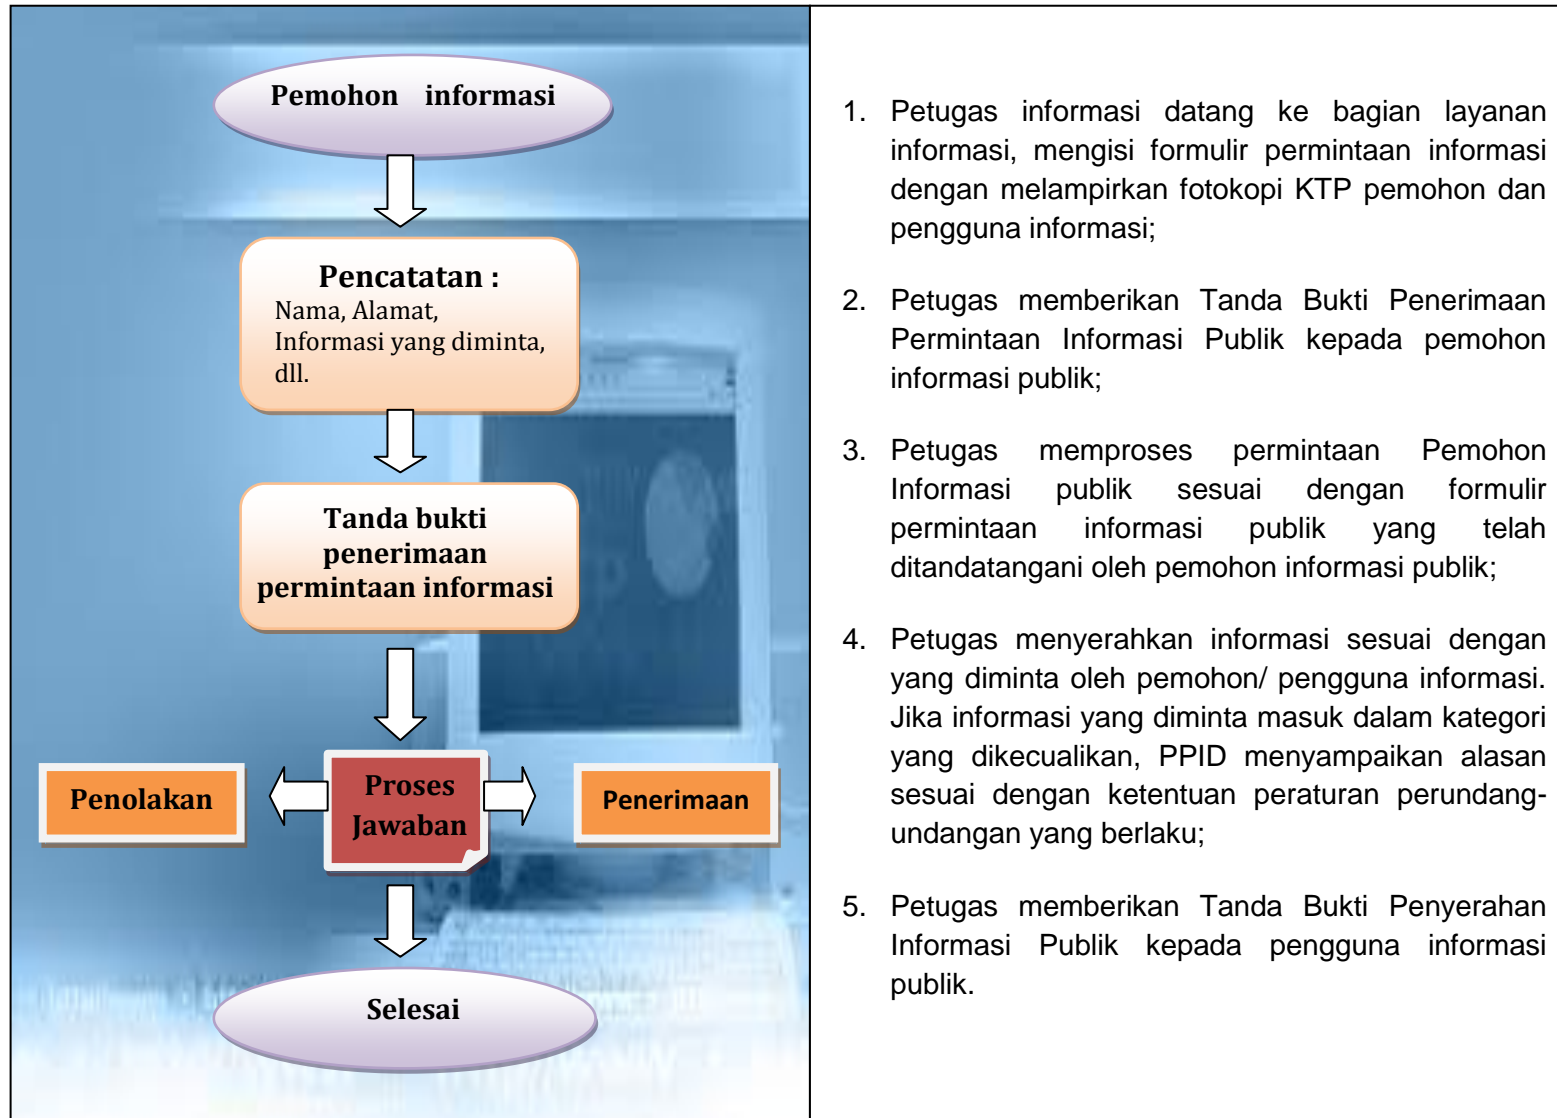 Pemohon informasi
Pencatatan :
Nama, Alamat,
Informasi yang diminta,
dll.
Tanda bukti
penerimaan
permintaan informasi
Penolakan
Proses
Jawaban
Penerimaan
Selesai
1. Petugas informasi datang ke bagian layanan
informasi, mengisi formulir permintaan informasi
dengan melampirkan fotokopi KTP pemohon dan
pengguna informasi;
2. Petugas memberikan Tanda Bukti Penerimaan
Permintaan Informasi Publik kepada pemohon
informasi publik;
3. Petugas memproses permintaan Pemohon
Informasi publik sesuai dengan formulir
permintaan informasi publik yang telah
ditandatangani oleh pemohon informasi publik;
4. Petugas menyerahkan informasi sesuai dengan
yang diminta oleh pemohon/ pengguna informasi.
Jika informasi yang diminta masuk dalam kategori
yang dikecualikan, PPID menyampaikan alasan
sesuai dengan ketentuan peraturan perundang-
undangan yang berlaku;
5. Petugas memberikan Tanda Bukti Penyerahan
Informasi Publik kepada pengguna informasi
publik.